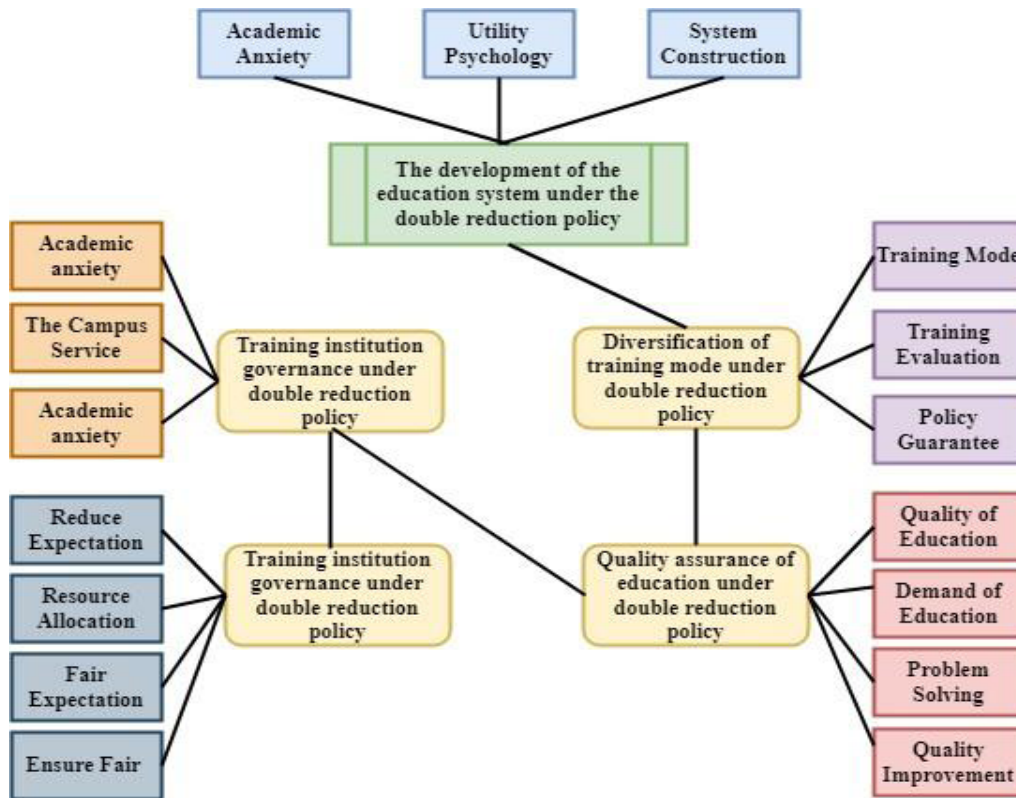 Academic
Anxiety
Utility
Psychology
System
Construction
The development of the
education system under the
double reduction policy
Academic
anxiety
The Campus
Service
Academic
anxiety
Training institution
governance under
double reduction
policy
Diversification of
training mode under
double reduction
policy
Training Mode
Training
Evaluation
Policy
Guarantee
Reduce
Expectation
Resource
Allocation
Fair
Expectation
Ensure Fair
Training institution
governance under
double reduction
policy
Quality assurance of
education under
double reduction
policy
Quality of
Education
Demand of
Education
Problem
Solving
Quality
Improvement